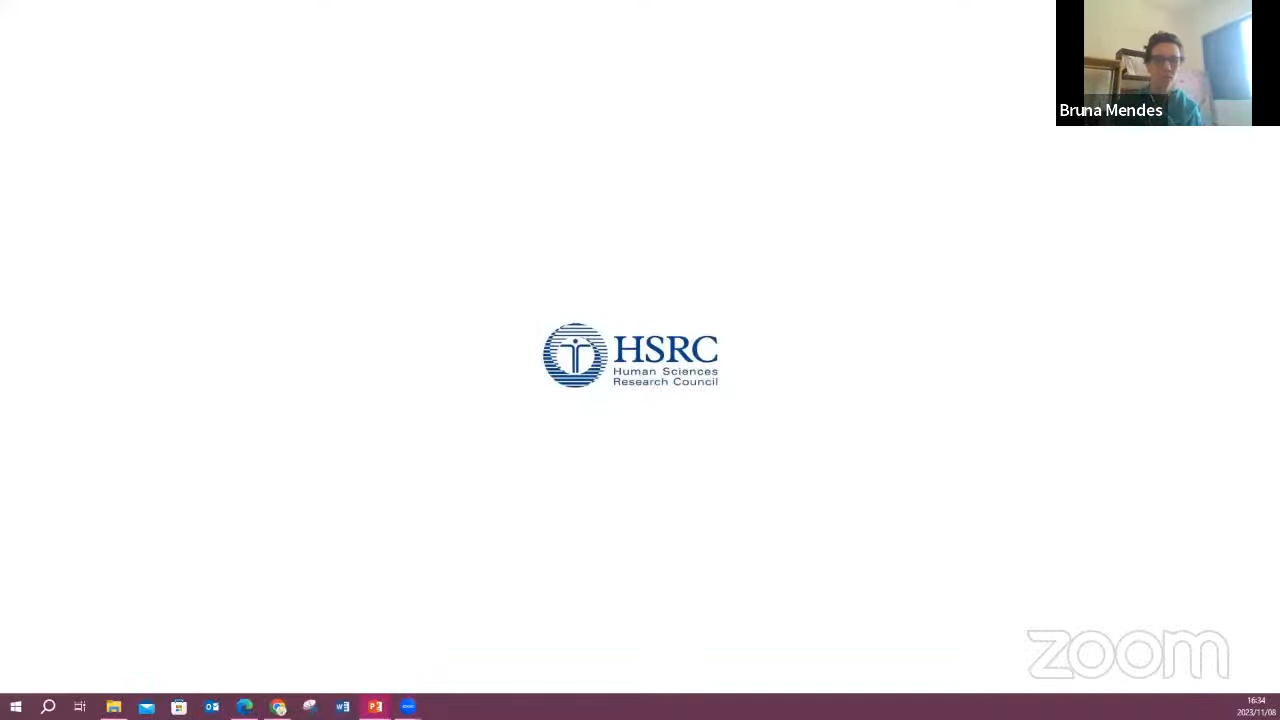 Bruna Mendes
HSRC
Human Sciences
Research Council
zoom
16:34
2023/11/08